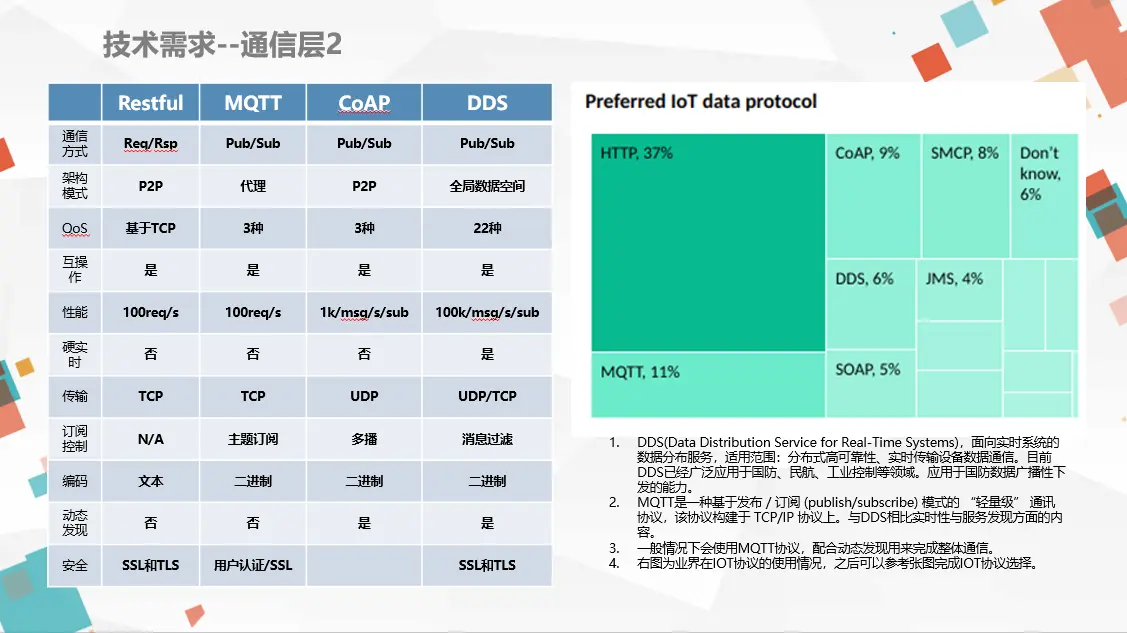 技术需求--通信层2
Restful MQTT CoAP DDS
通信方式 Req/Rsp Pub/Sub Pub/Sub Pub/Sub
架构模式 P2P 代理 P2P 全局数据空间
QoS 基于TCP 3种 3种 22种
互操作 是 是 是 是
性能 100req/s 100req/s 1k/msg/s/sub 100k/msg/s/sub
硬实时 否 否 否 是
传输 TCP TCP UDP UDP/TCP
订阅控制 N/A 主题订阅 多播 消息过滤
编码 文本 二进制 二进制 二进制
动态发现 否 否 是 是
安全 SSL和TLS 用户认证/SSL SSL和TLS
Preferred IoT data protocol
HTTP, 37%
CoAP, 9%
SMCP, 8%
Don't
know,
6%
DDS, 6%
JMS, 4%
MQTT, 11%
SOAP, 5%
1. DDS(Data Distribution Service for Real-Time Systems)，面向实时系统的
数据分布服务，适用范围：分布式高可靠性、实时传输设备数据通信。目前
DDS已经广泛应用于国防、民航、工业控制等领域。应用于国防数据广播性下
发的能力。
2. MQTT是一种基于发布 / 订阅 (publish/subscribe) 模式的 “轻量级” 通讯
协议，该协议构建于 TCP/IP 协议上。与DDS相比实时性与服务发现方面的内
容。
3. 一般情况下会使用MQTT协议，配合动态发现用来完成整体通信。
4. 右图为业界在IOT协议的使用情况，之后可以参考张图完成IOT协议选择。